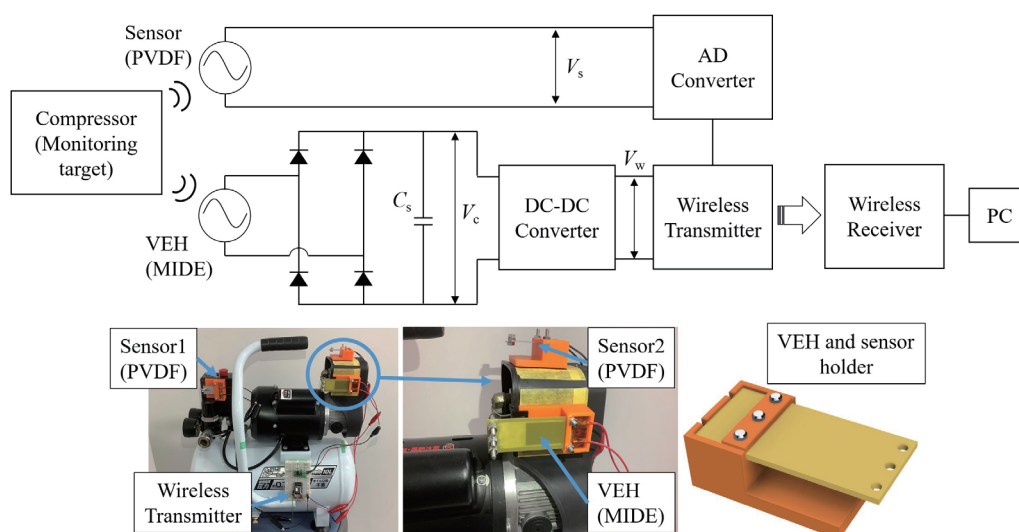 Sensor
(PVDF)
Compressor
(Monitoring
target)
VEH
(MIDE)
Vs
Cs
Vc
DC-DC
Converter
Vw
AD
Converter
Wireless
Transmitter
Wireless
Receiver
PC
Sensor1
(PVDF)
Wireless
Transmitter
Sensor2
(PVDF)
VEH
(MIDE)
VEH and sensor
holder